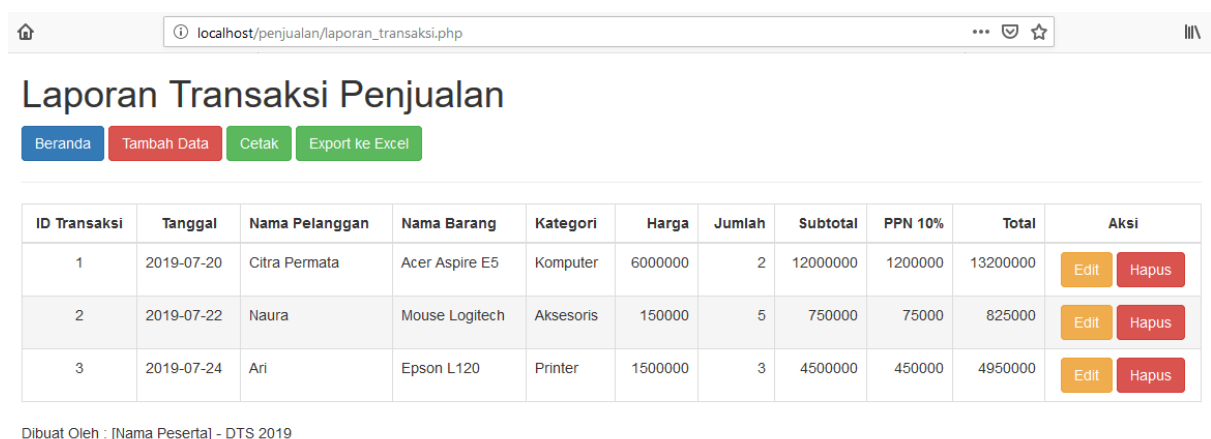 localhost/penjualan/laporan_transaksi.php
Laporan Transaksi Penjualan
Beranda Tambah Data Cetak Export ke Excel
ID Transaksi Tanggal Nama Pelanggan Nama Barang Kategori Harga Jumlah Subtotal PPN 10% Total Aksi
1 2019-07-20 Citra Permata Acer Aspire E5 Komputer 6000000 2 12000000 1200000 13200000 Edit Hapus
2 2019-07-22 Naura Mouse Logitech Aksesoris 150000 5 750000 75000 825000 Edit Hapus
3 2019-07-24 Ari Epson L120 Printer 1500000 3 4500000 450000 4950000 Edit Hapus
Dibuat Oleh : [Nama Peserta] - DTS 2019